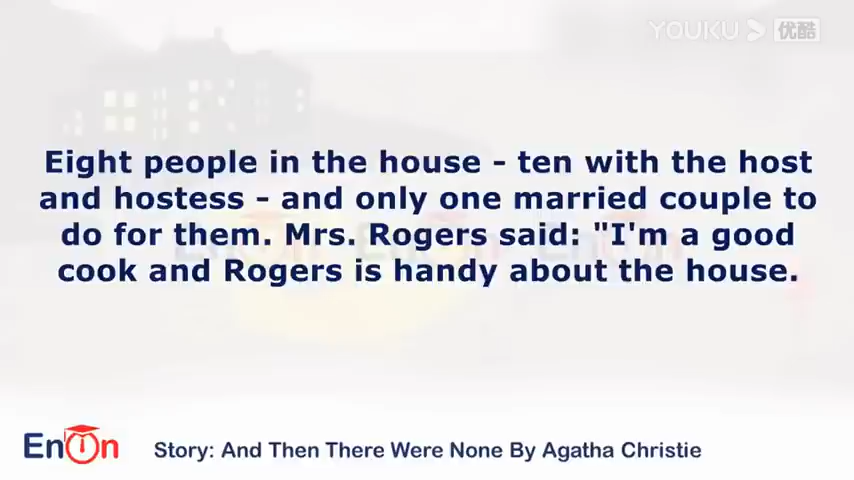 YOUKU 优酷
Eight people in the house - ten with the host
and hostess - and only one married couple to
do for them. Mrs. Rogers said: "I'm a good
cook and Rogers is handy about the house.
EnOn
Story: And Then There Were None By Agatha Christie